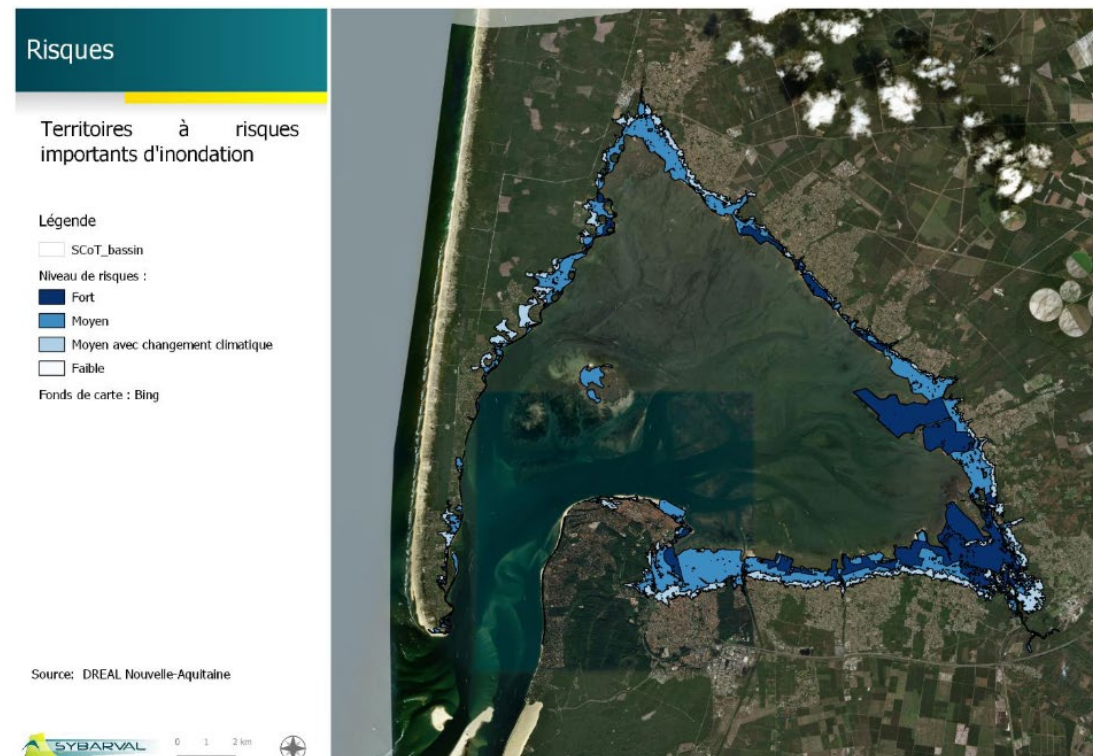 Risques
Territoires à risques
importants d'inondation
Légende
SCoT_bassin
Niveau de risques :
Fort
Moyen
Moyen avec changement climatique
Faible
Fonds de carte : Bing
Source: DREAL Nouvelle-Aquitaine
SYBARVAL
0 1 2 km